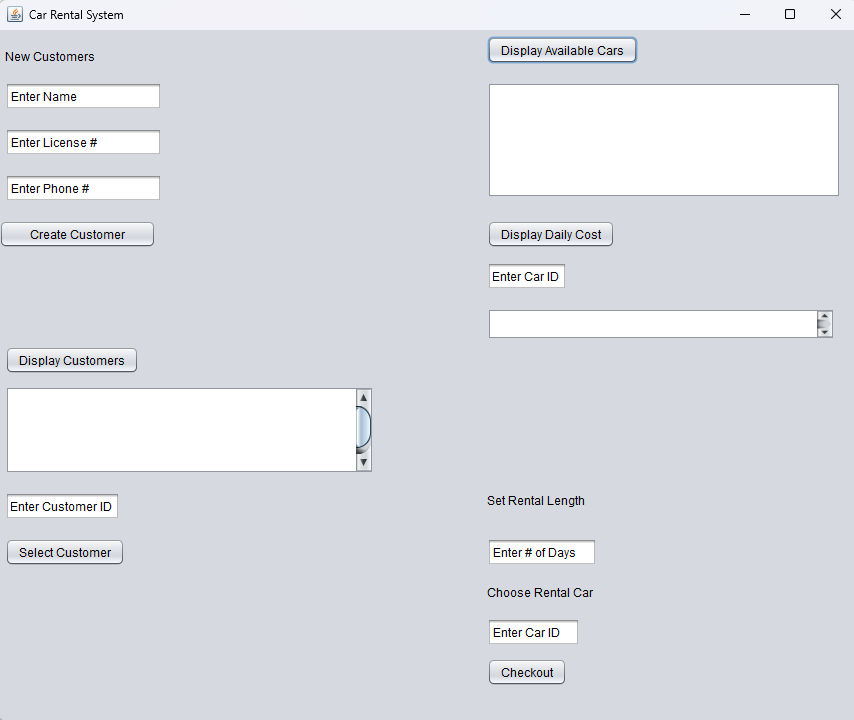 Car Rental System
New Customers
Enter Name
Enter License #
Enter Phone #
Create Customer
Display Customers
Enter Customer ID
Select Customer
Display Available Cars
Display Daily Cost
Enter Car ID
Set Rental Length
Enter # of Days
Choose Rental Car
Enter Car ID
Checkout